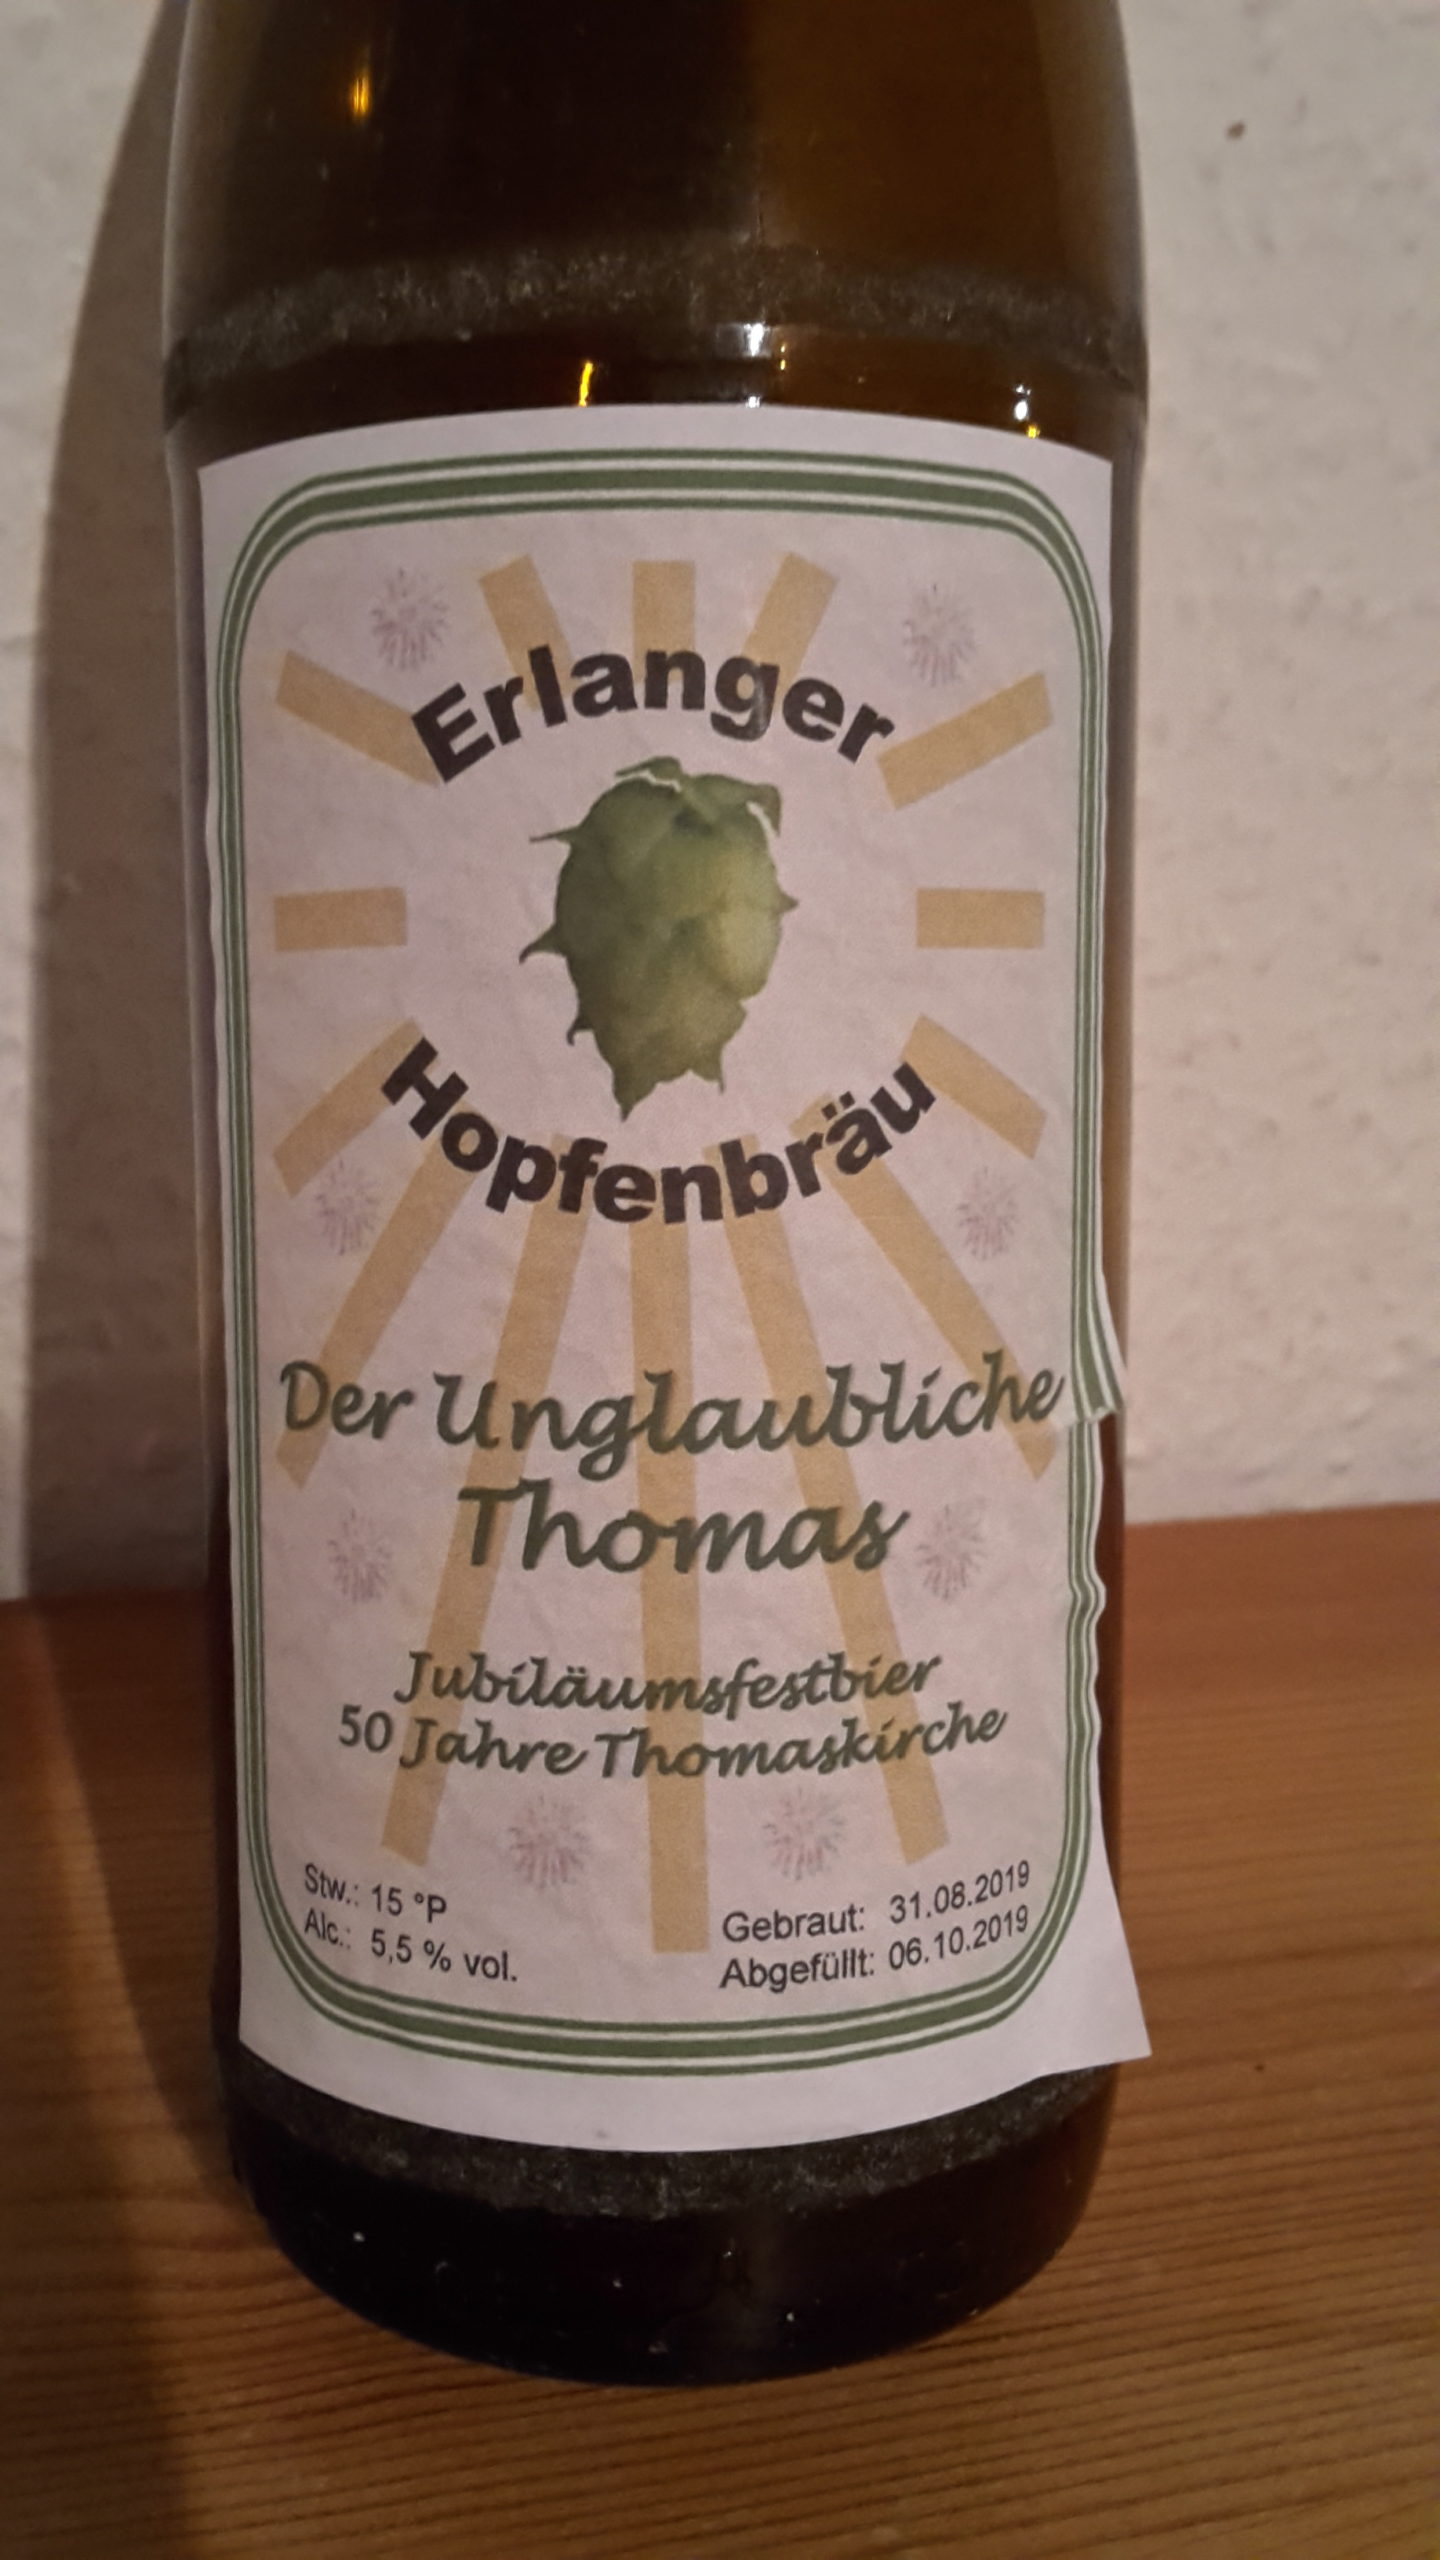 Erlanger
Hopfenbräu
Der Unglaubliche
Thomas
Jubiläumsfestbier
50 Jahre Thomaskirche
Stw.: 15 °P
Alc.: 5,5 % vol.
Gebraut: 31.08.2019
Abgefüllt: 06.10.2019